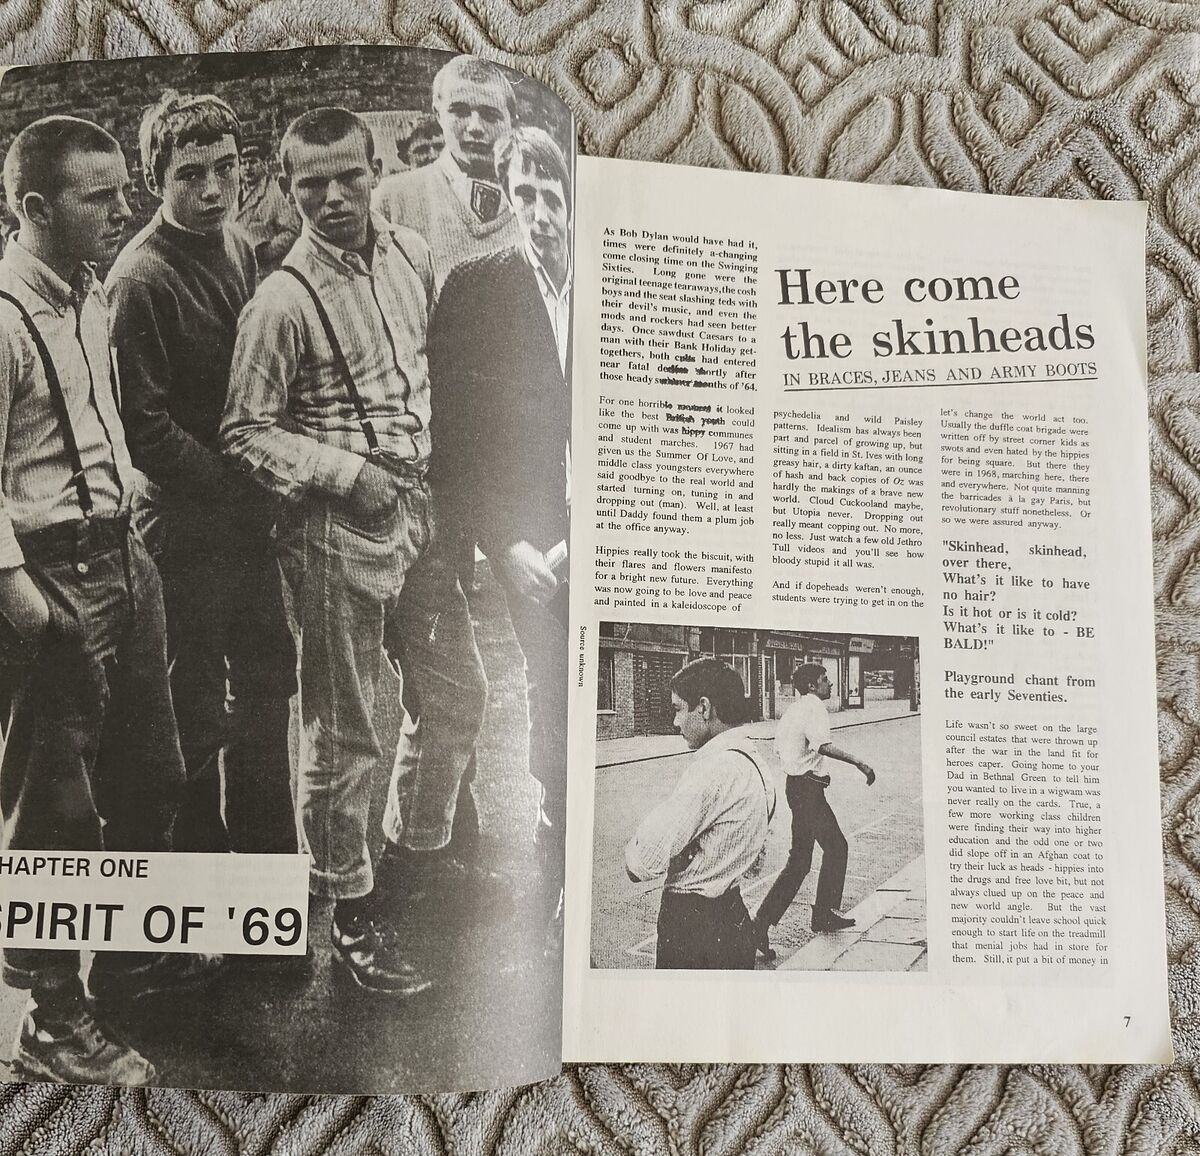 HAPTER ONE
SPIRIT OF '69
Source unknown
Here come
the skinheads
IN BRACES, JEANS AND ARMY BOOTS
As Bob Dylan would have had it,
times were definitely a-changing
come closing time on the Swinging
Sixties. Long gone were the
original teenage tearaways, the cosh
boys and the seat slashing teds with
their devil's music, and even the
mods and rockers had seen better
days. Once sawdust Caesars to a
man with their Bank Holiday get-
togethers, both cults had entered
near fatal decline shortly after
those heady summer months of '64.
For one horrible moment it looked
like the best British youth could
come up with was hippy communes
and student marches. 1967 had
given us the Summer Of Love, and
middle class youngsters everywhere
said goodbye to the real world and
started turning on, tuning in and
dropping out (man). Well, at least
until Daddy found them a plum job
at the office anyway.
Hippies really took the biscuit, with
their flares and flowers manifesto
for a bright new future. Everything
was now going to be love and peace
and painted in a kaleidoscope of
psychedelia and wild Paisley
patterns. Idealism has always been
part and parcel of growing up, but
sitting in a field in St. Ives with long
greasy hair, a dirty kaftan, an ounce
of hash and back copies of Oz was
hardly the makings of a brave new
world. Cloud Cuckooland maybe,
but Utopia never. Dropping out
really meant copping out. No more,
no less. Just watch a few old Jethro
Tull videos and you'll see how
bloody stupid it all was.
And if dopeheads weren't enough,
students were trying to get in on the
let's change the world act too.
Usually the duffle coat brigade were
written off by street corner kids as
swots and even hated by the hippies
for being square. But there they
were in 1968, marching here, there
and everywhere. Not quite manning
the barricades à la gay Paris, but
revolutionary stuff nonetheless. Or
so we were assured anyway.
"Skinhead, skinhead,
over there,
What's it like to have
no hair?
Is it hot or is it cold?
What's it like to - BE
BALD!"
Playground chant from
the early Seventies.
Life wasn't so sweet on the large
council estates that were thrown up
after the war in the land fit for
heroes caper. Going home to your
Dad in Bethnal Green to tell him
you wanted to live in a wigwam was
never really on the cards. True, a
few more working class children
were finding their way into higher
education and the odd one or two
did slope off in an Afghan coat to
try their luck as heads - hippies into
the drugs and free love bit, but not
always clued up on the peace and
new world angle. But the vast
majority couldn't leave school quick
enough to start life on the treadmill
that menial jobs had in store for
them. Still, it put a bit of money in
7